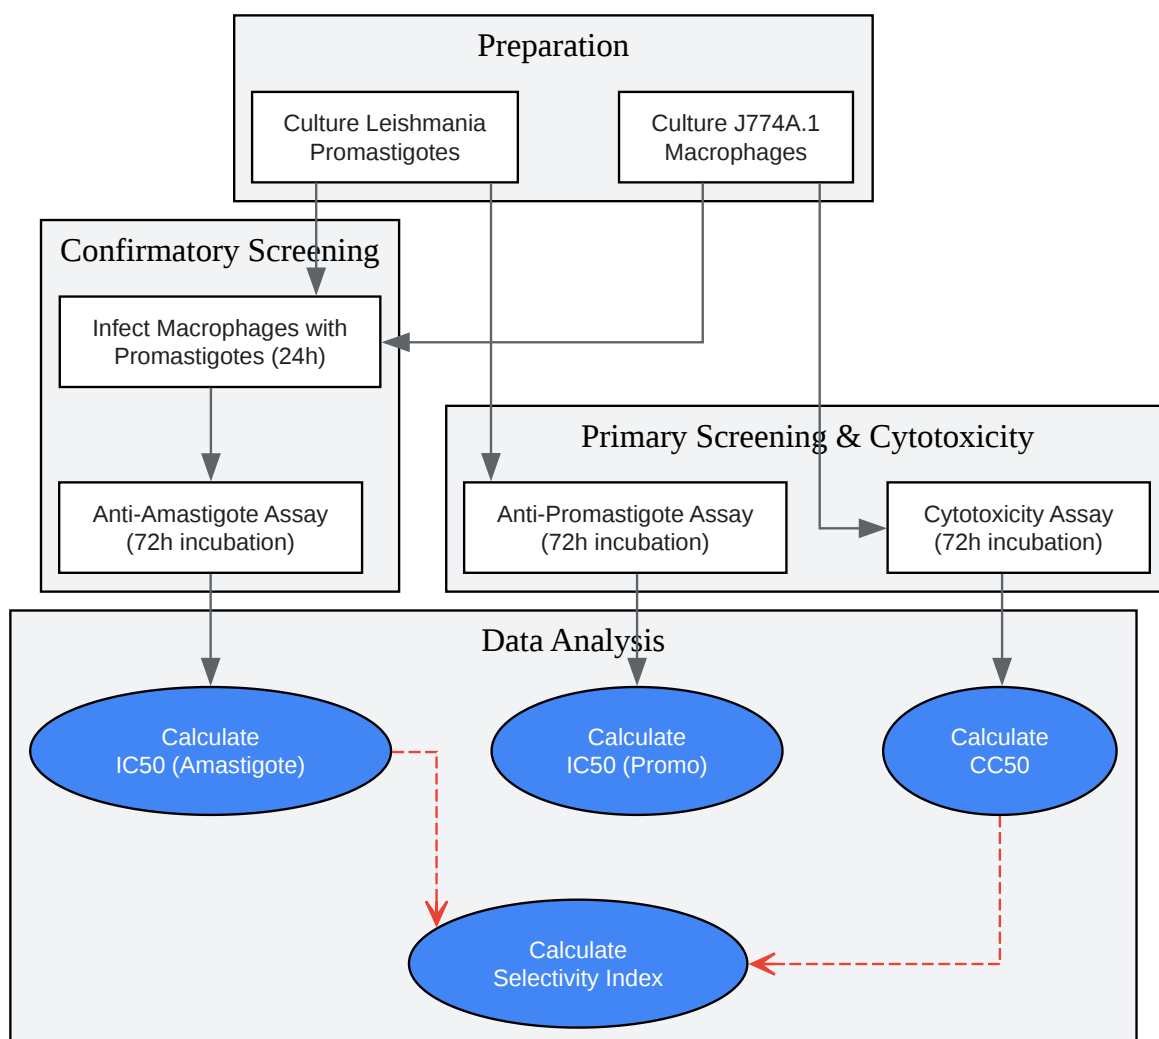 Preparation
Culture Leishmania
Promastigotes
Culture J774A.1
Macrophages
Confirmatory Screening
Infect Macrophages with
Promastigotes (24h)
Primary Screening & Cytotoxicity
Anti-Amastigote Assay
(72h incubation)
Anti-Promastigote Assay
(72h incubation)
Cytotoxicity Assay
(72h incubation)
Data Analysis
Calculate
IC50 (Amastigote)
Calculate
IC50 (Promo)
Calculate
CC50
Calculate
Selectivity Index